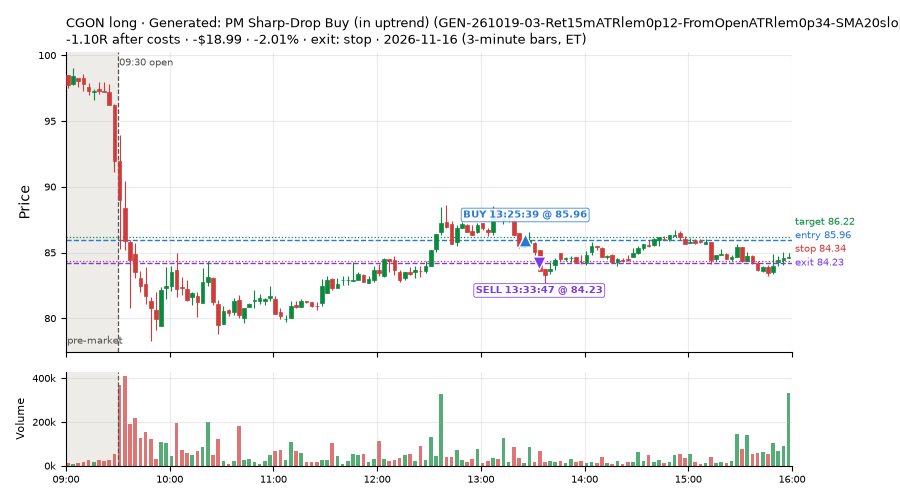 CGON long · Generated: PM Sharp-Drop Buy (in uptrend) (GEN-261019-03-Ret15mATRlem0p12-FromOpenATRlem0p34-SMA20slo
-1.10R after costs · -$18.99 · -2.01% · exit: stop · 2026-11-16 (3-minute bars, ET)
100
09:30 open
95
90
85
80
Price
BUY 13:25:39 @ 85.96
SELL 13:33:47 @ 84.23
target 86.22
entry 85.96
stop 84.34
exit 84.23
pre-market
400k
200k
0k
Volume
09:00
10:00
11:00
12:00
13:00
14:00
15:00
16:00